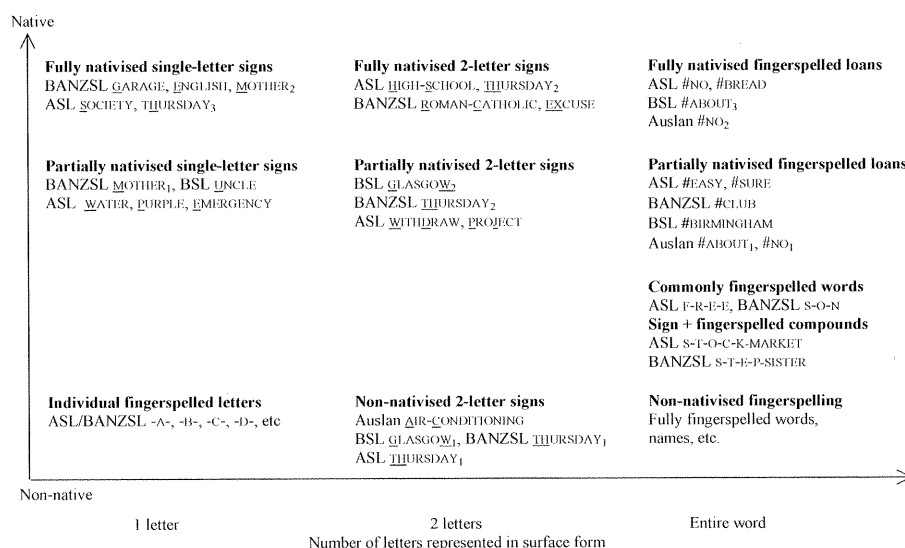 Native
Fully nativised single-letter signs
BANZSL GARAGE, ENGLISH, MOTHER₂
ASL SOCIETY, THURSDAY₃
Fully nativised 2-letter signs
ASL HIGH-SCHOOL, THURSDAY₂
BANZSL ROMAN-CATHOLIC, EXCUSE
Fully nativised fingerspelled loans
ASL #NO, #BREAD
BSL #ABOUT₃
Auslan #NO₂
Partially nativised single-letter signs
BANZSL MOTHER₁, BSL UNCLE
ASL WATER, PURPLE, EMERGENCY
Partially nativised 2-letter signs
BSL GLASGOW₂
BANZSL THURSDAY₂
ASL WITHDRAW, PROJECT
Partially nativised fingerspelled loans
ASL #EASY, #SURE
BANZSL #CLUB
BSL #BIRMINGHAM
Auslan #ABOUT₁, #NO₁
Commonly fingerspelled words
ASL F-R-E-E, BANZSL S-O-N
Sign + fingerspelled compounds
ASL S-T-O-C-K-MARKET
BANZSL S-T-E-P-SISTER
Individual fingerspelled letters
ASL/BANZSL -A-, -B-, -C-, -D-, etc
Non-nativised 2-letter signs
Auslan AIR-CONDITIONING
BSL GLASGOW₁, BANZSL THURSDAY₁
ASL THURSDAY₁
Non-nativised fingerspelling
Fully fingerspelled words,
names, etc.
Non-native
1 letter
2 letters
Entire word
Number of letters represented in surface form